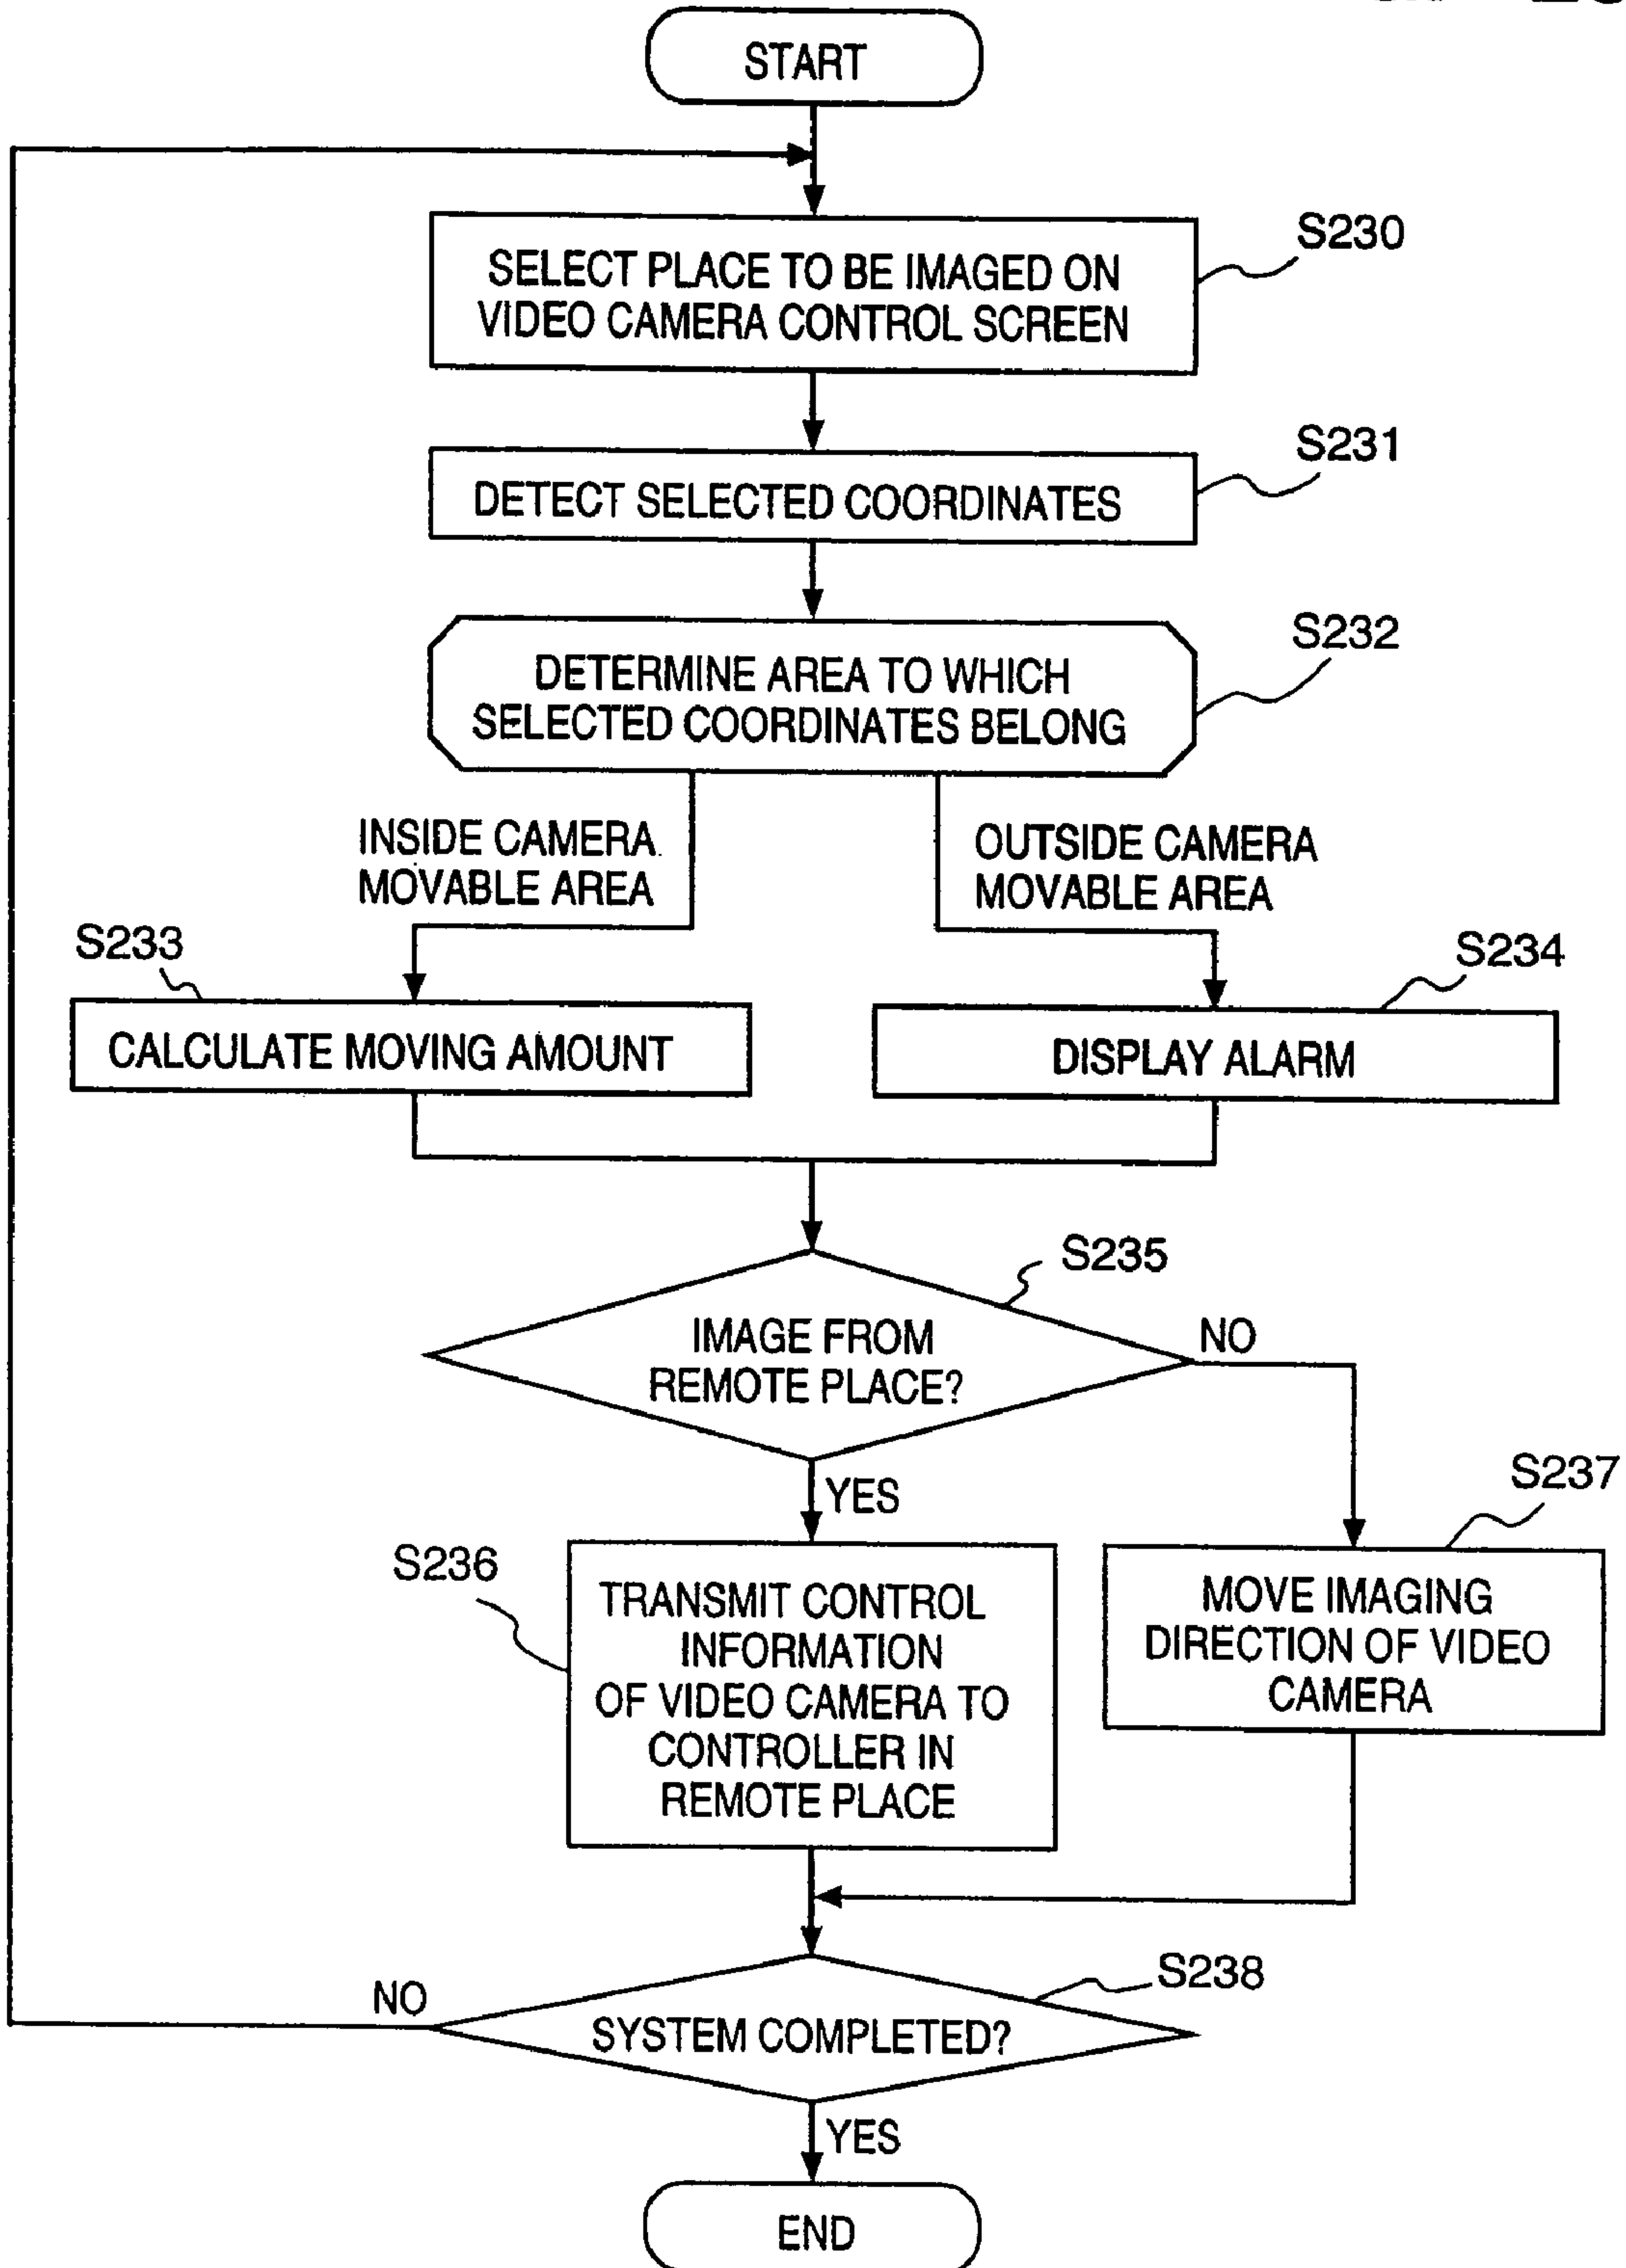 START
S230
SELECT PLACE TO BE IMAGED ON
VIDEO CAMERA CONTROL SCREEN
S231
DETECT SELECTED COORDINATES
S232
DETERMINE AREA TO WHICH
SELECTED COORDINATES BELONG
INSIDE CAMERA
MOVABLE AREA
OUTSIDE CAMERA
MOVABLE AREA
S233
S234
CALCULATE MOVING AMOUNT
DISPLAY ALARM
S235
IMAGE FROM
REMOTE PLACE?
NO
YES
S236
TRANSMIT CONTROL
INFORMATION
OF VIDEO CAMERA TO
CONTROLLER IN
REMOTE PLACE
S237
MOVE IMAGING
DIRECTION OF VIDEO
CAMERA
S238
NO
SYSTEM COMPLETED?
YES
END